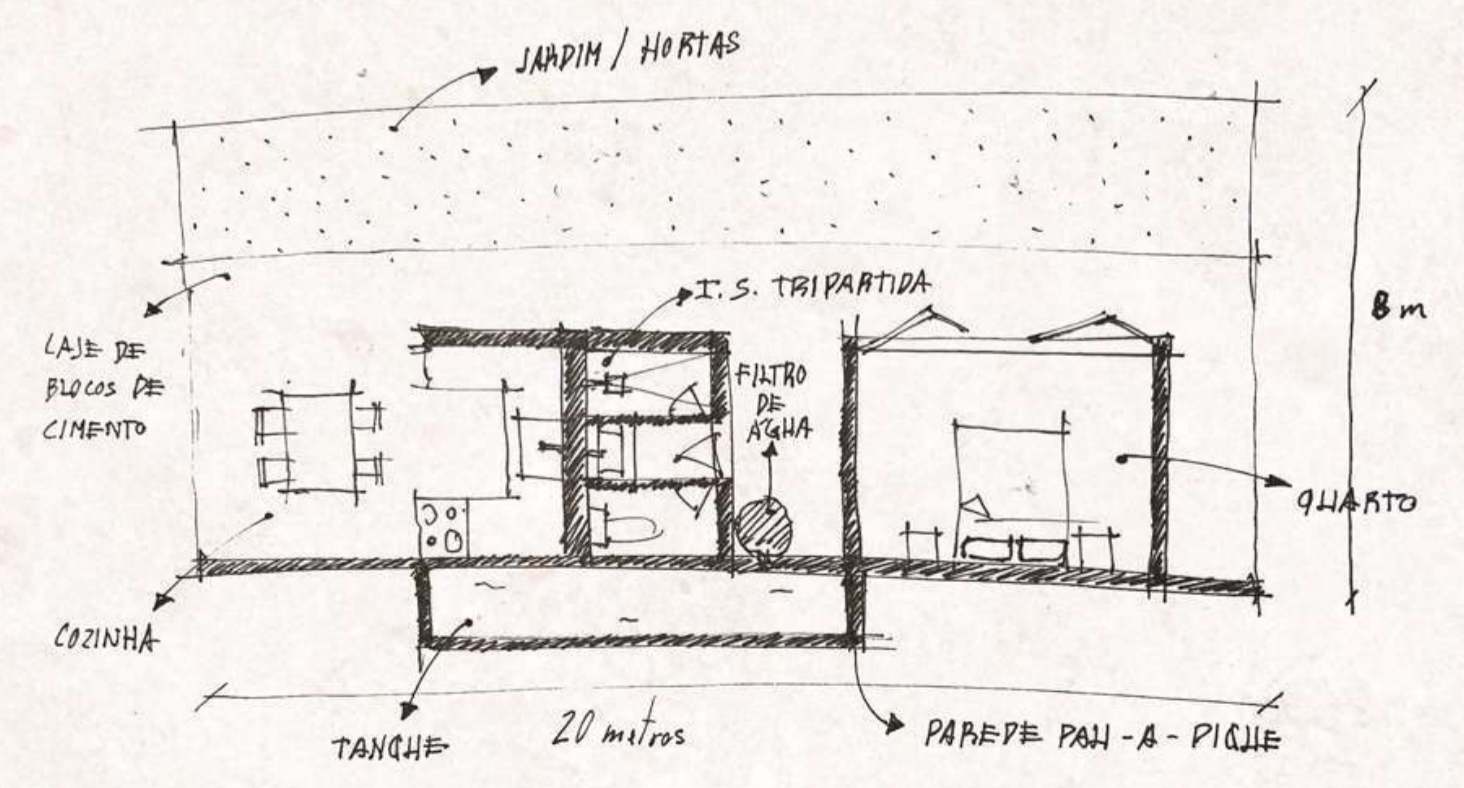 JARDIM / HORTAS
I.S. TRIPARTIDA
8 m
LAJE DE
BLOCOS DE
CIMENTO
FILTRO
DE
ÁGUA
QUARTO
COZINHA
TANQUE
20 metros
PAREDE PAU-A-PIQUE